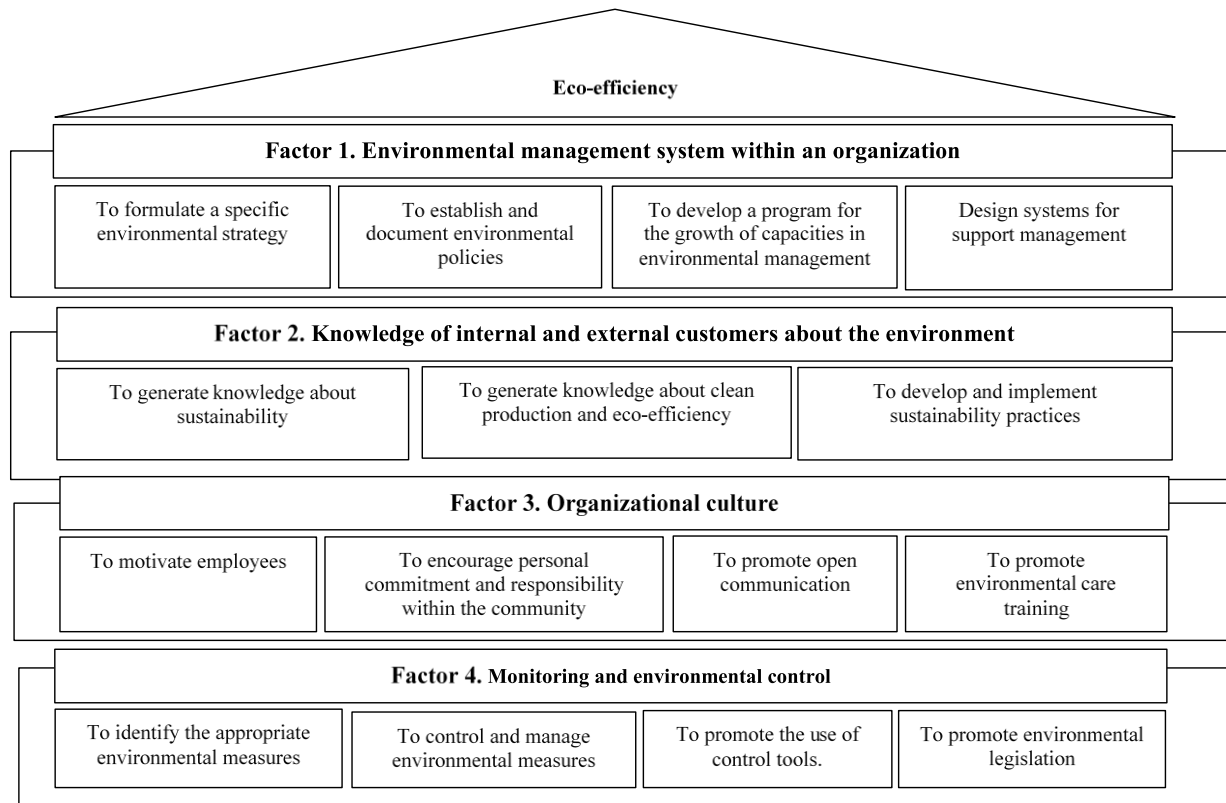 Eco-efficiency
Factor 1. Environmental management system within an organization
To formulate a specific
environmental strategy
To establish and
document environmental
policies
To develop a program for
the growth of capacities in
environmental management
Design systems for
support management
Factor 2. Knowledge of internal and external customers about the environment
To generate knowledge about
sustainability
To generate knowledge about clean
production and eco-efficiency
To develop and implement
sustainability practices
Factor 3. Organizational culture
To motivate employees
To encourage personal
commitment and responsibility
within the community
To promote open
communication
To promote
environmental care
training
Factor 4. Monitoring and environmental control
To identify the appropriate
environmental measures
To control and manage
environmental measures
To promote the use of
control tools.
To promote environmental
legislation